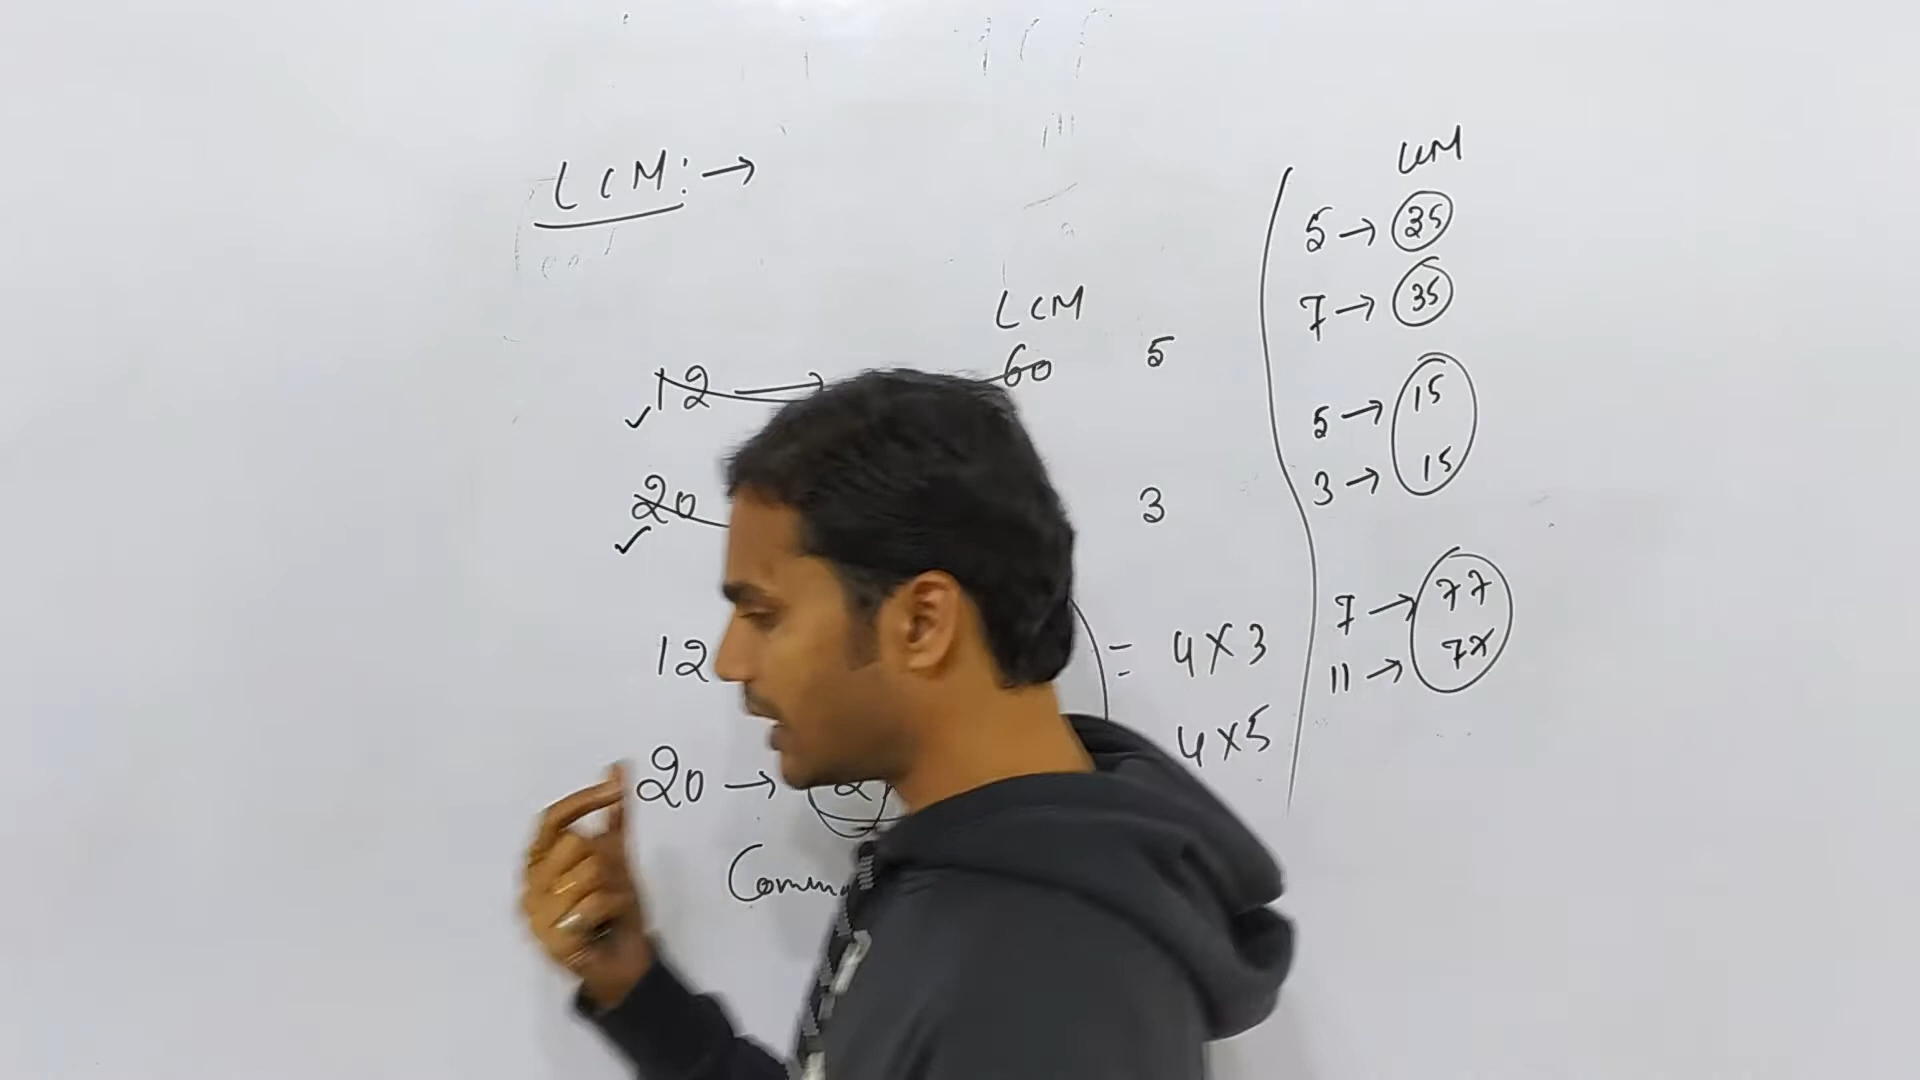 LCM: →
LCM
12 → 60 5
20 3
12 = 4 X 3
20 → 2 4 X 5
LCM
5 → 35
7 → 35
5 → 15
3 → 15
7 → 77
11 → 77